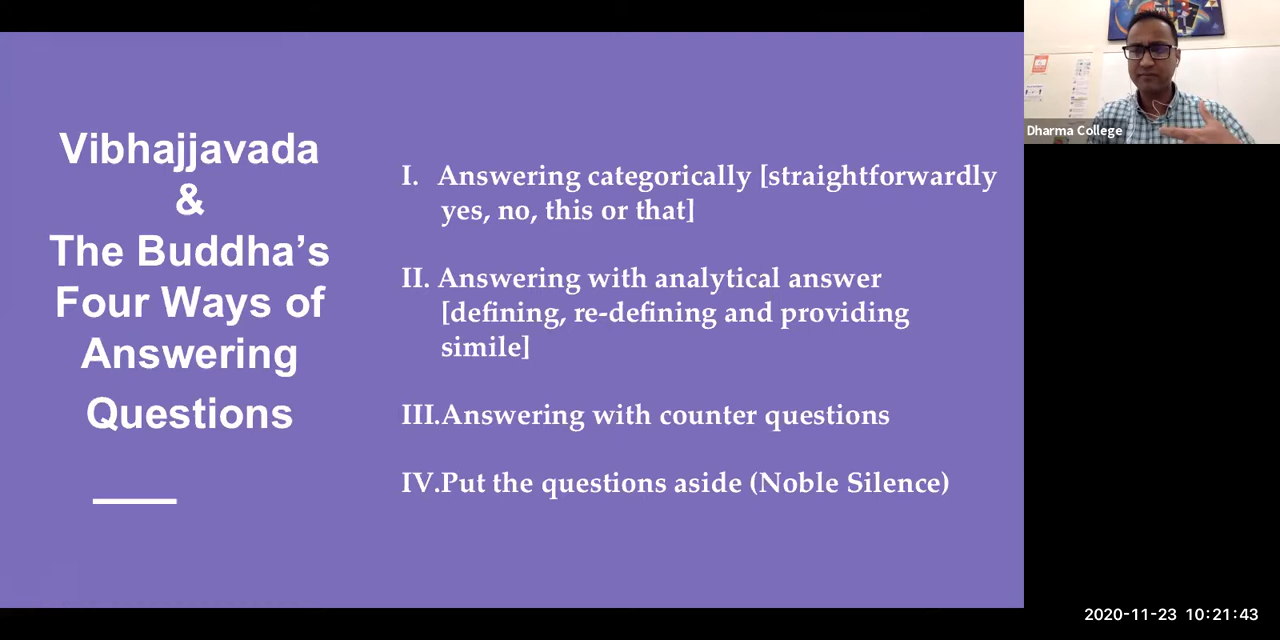 Vibhajjavada
&
The Buddha’s
Four Ways of
Answering
Questions
I. Answering categorically [straightforwardly
yes, no, this or that]
II. Answering with analytical answer
[defining, re-defining and providing
simile]
III.Answering with counter questions
IV.Put the questions aside (Noble Silence)
Dharma College
2020-11-23 10:21:43